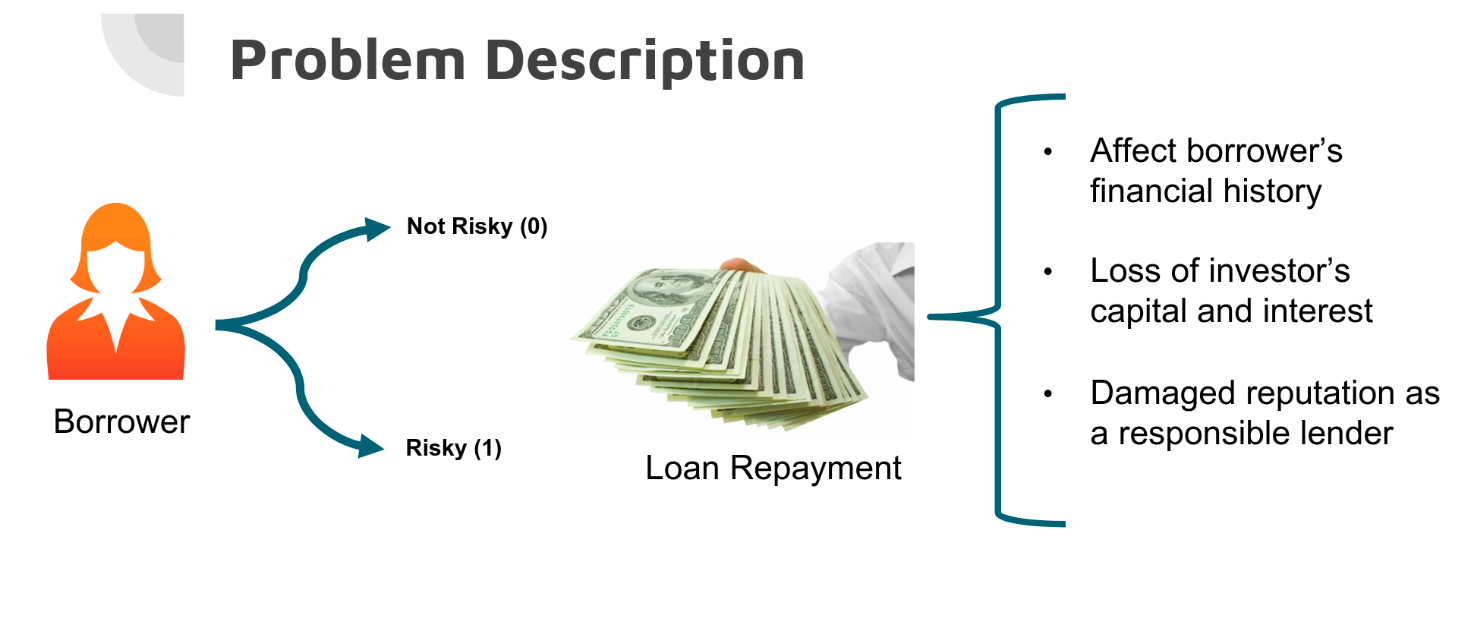 Problem Description
Borrower
Not Risky (0)
Risky (1)
Loan Repayment
• Affect borrower’s
financial history
• Loss of investor’s
capital and interest
• Damaged reputation as
a responsible lender